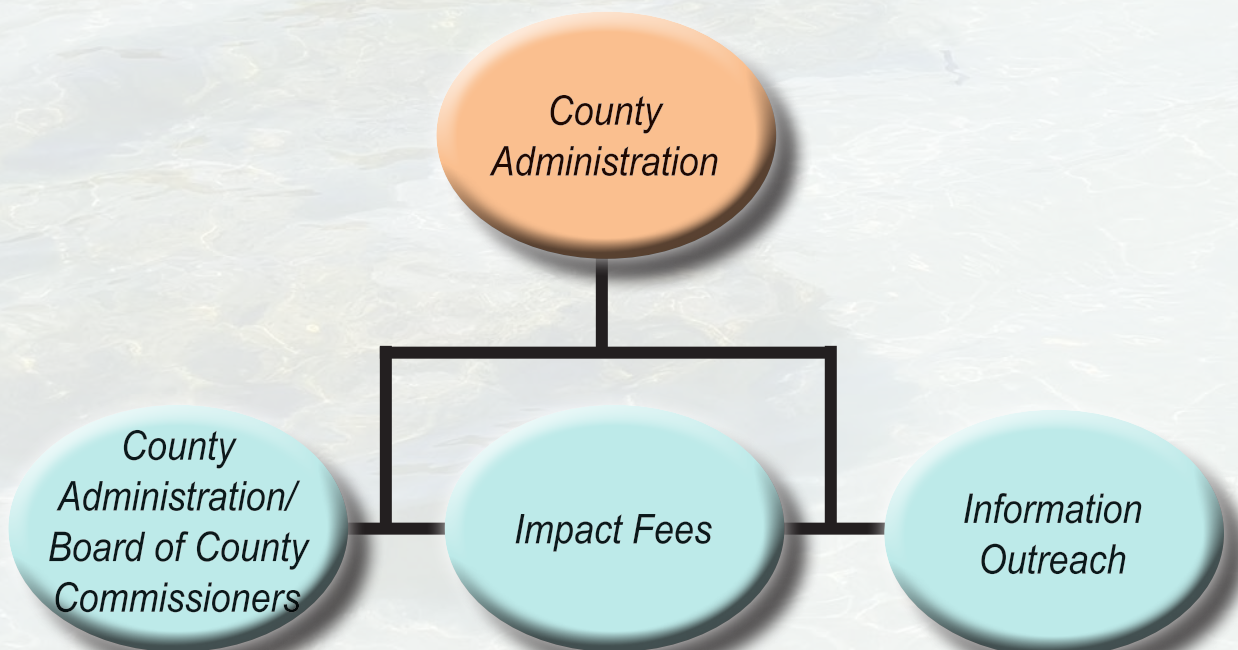 County
Administration
County
Administration/
Board of County
Commissioners
Impact Fees
Information
Outreach